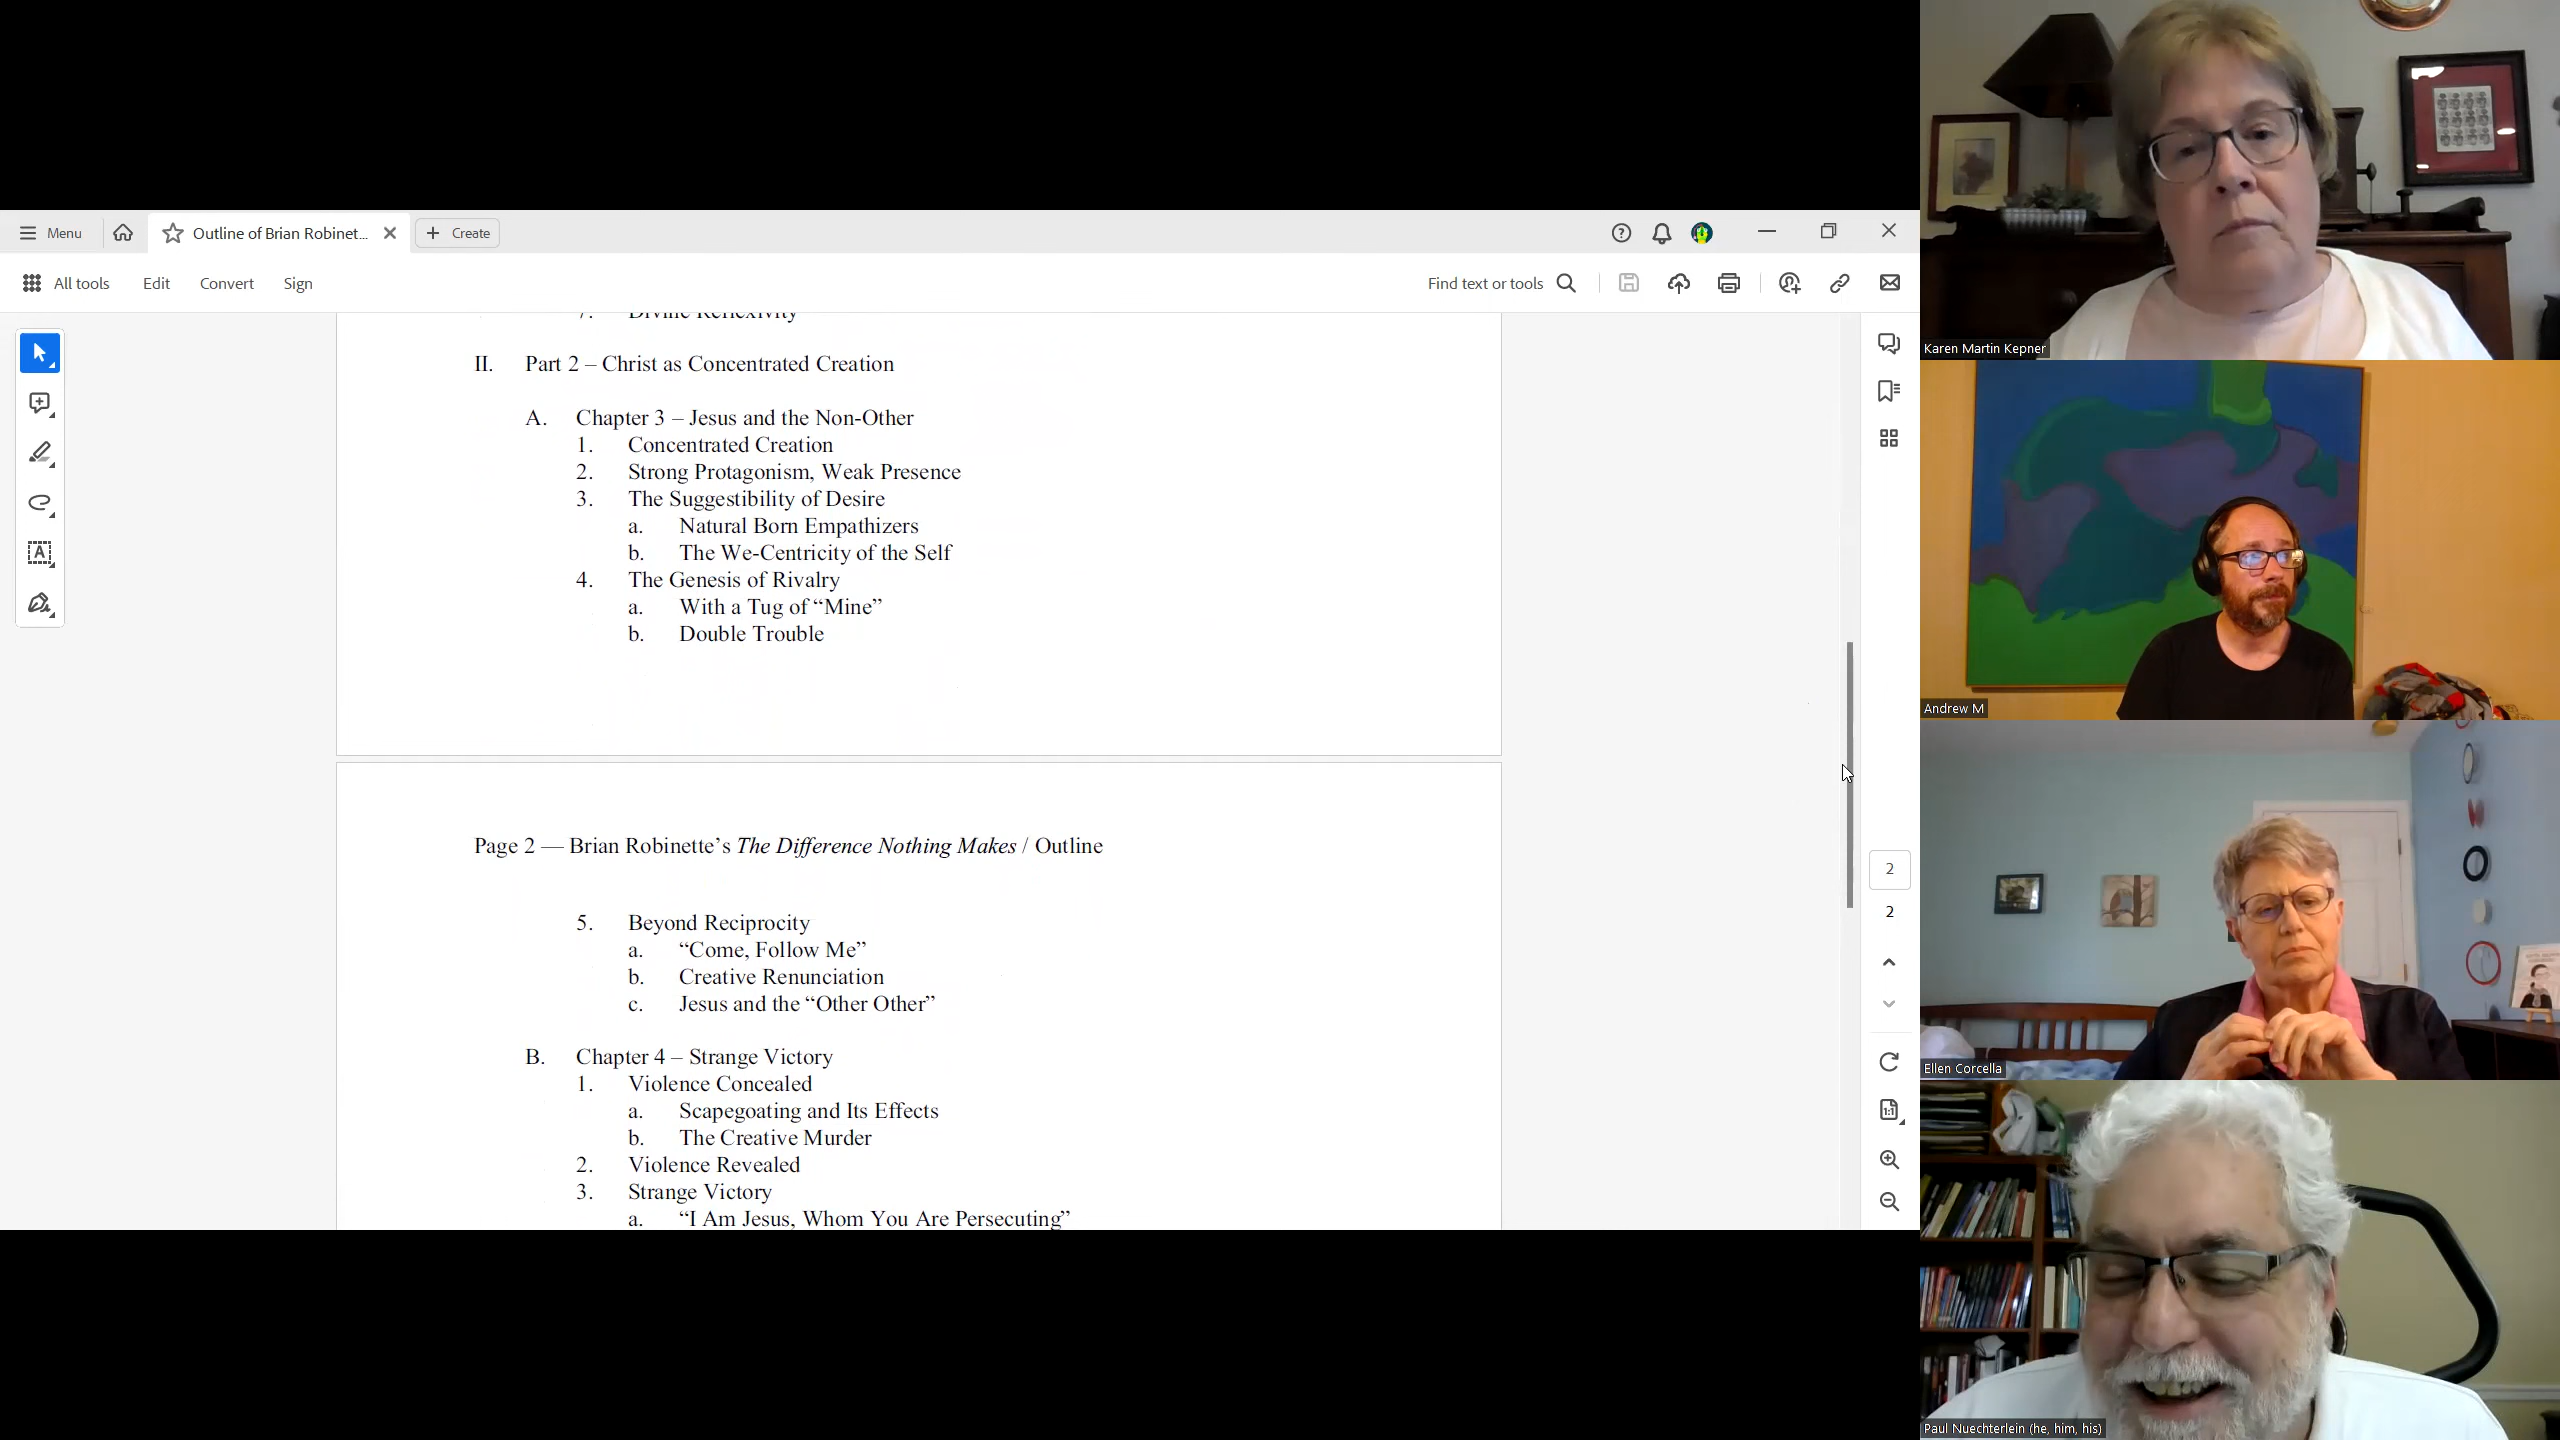 Menu
Outline of Brian Robinet...
Create
All tools
Edit
Convert
Sign
Find text or tools
7. Divine Reflexivity
II. Part 2 – Christ as Concentrated Creation
A. Chapter 3 – Jesus and the Non-Other
1. Concentrated Creation
2. Strong Protagonism, Weak Presence
3. The Suggestibility of Desire
a. Natural Born Empathizers
b. The We-Centricity of the Self
4. The Genesis of Rivalry
a. With a Tug of “Mine”
b. Double Trouble
Page 2 — Brian Robinette’s The Difference Nothing Makes / Outline
5. Beyond Reciprocity
a. “Come, Follow Me”
b. Creative Renunciation
c. Jesus and the “Other Other”
B. Chapter 4 – Strange Victory
1. Violence Concealed
a. Scapegoating and Its Effects
b. The Creative Murder
2. Violence Revealed
3. Strange Victory
a. “I Am Jesus, Whom You Are Persecuting”
2
2
Karen Martin Kepner
Andrew M
Ellen Corcella
Paul Nuechterlein (he, him, his)